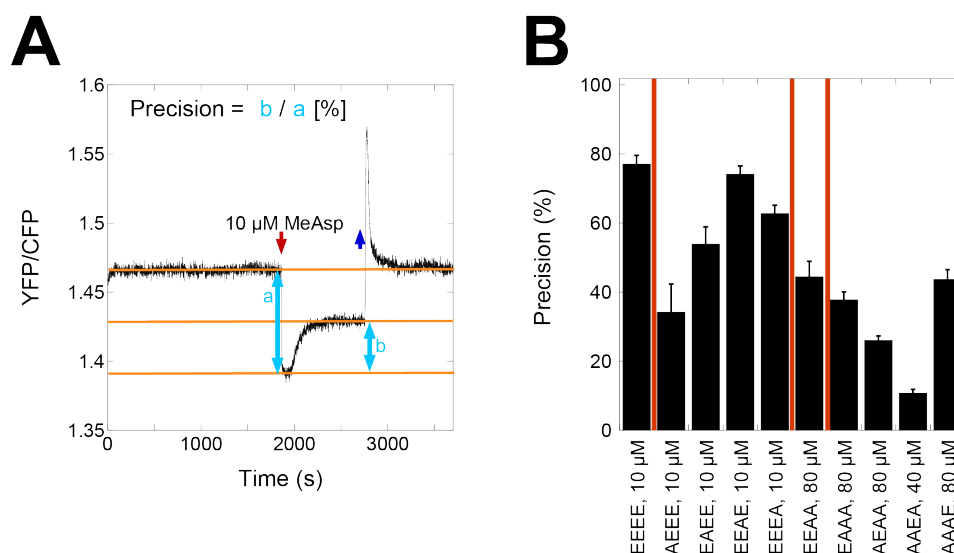 A
Precision = b / a [%]
YFP/CFP
1.6
1.55
1.5
1.45
1.4
1.35
10 µM MeAsp
a
b
0
1000
2000
3000
Time (s)
B
Precision (%)
100
80
60
40
20
0
EEEE, 10 µM
AEEE, 10 µM
EAEE, 10 µM
EEAE, 10 µM
EEEA, 10 µM
EEAA, 80 µM
EAAA, 80 µM
AEAA, 80 µM
AAEA, 40 µM
AAAE, 80 µM